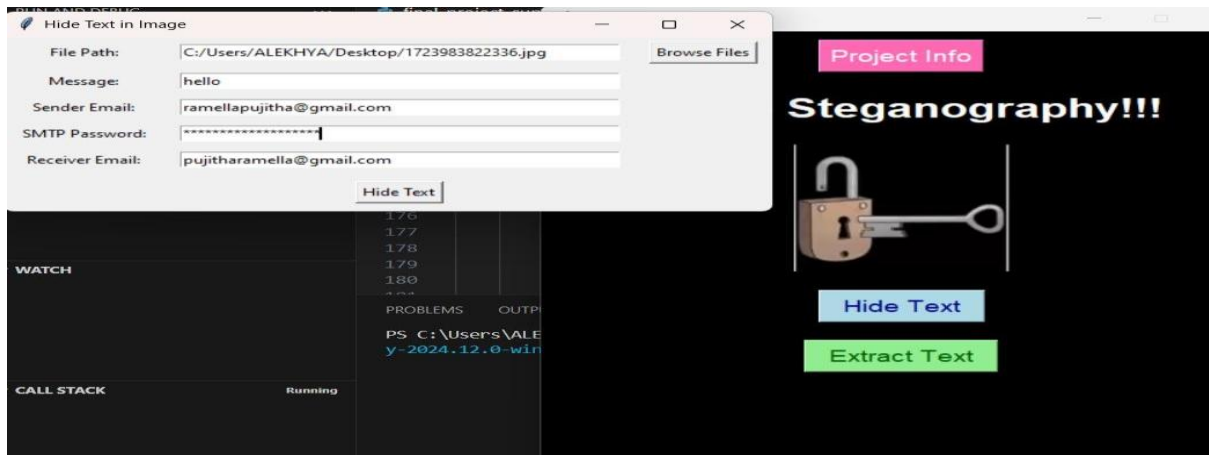 Hide Text in Image
File Path: C:/Users/ALEKHYA/Desktop/1723983822336.jpg Browse Files
Message: hello
Sender Email: ramellapujitha@gmail.com
SMTP Password: *******************
Receiver Email: pujitharamella@gmail.com
Hide Text
176
177
178
179
180
WATCH
PROBLEMS OUTP
PS C:\Users\ALE
y-2024.12.0-win
CALL STACK Running
Project Info
Steganography!!!
Hide Text
Extract Text